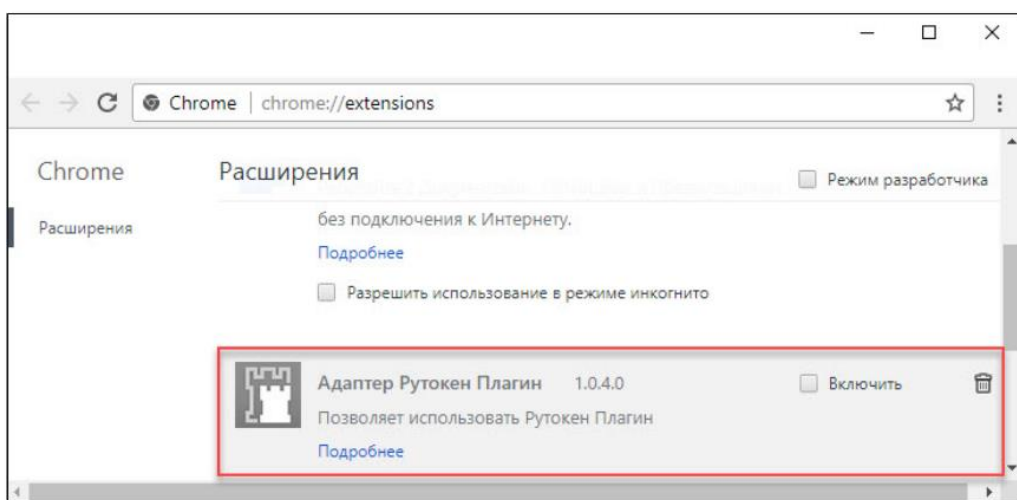 Chrome | chrome://extensions
Chrome
Расширения
Режим разработчика
Расширения
без подключения к Интернету.
Подробнее
Разрешить использование в режиме инкогнито
Адаптер Рутокен Плагин 1.0.4.0
Включить
Позволяет использовать Рутокен Плагин
Подробнее